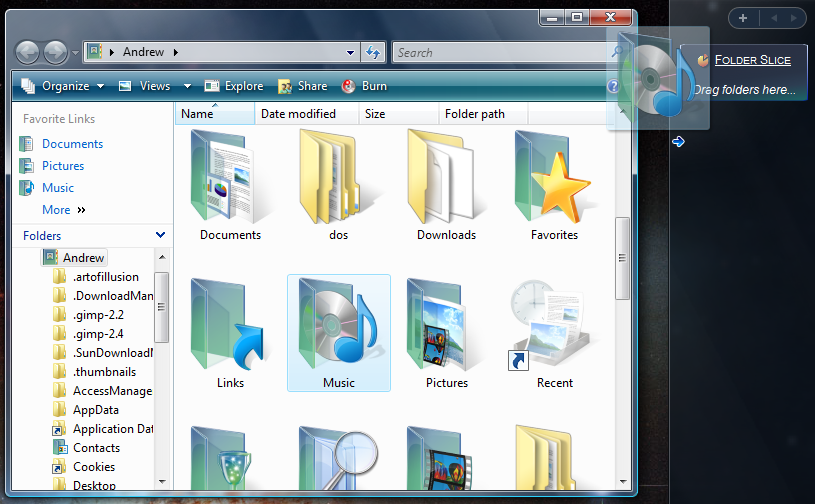 Andrew
Search
FOLDER SLICE
Drag folders here...
Organize
Views
Explore
Share
Burn
?
Favorite Links
Documents
Pictures
Music
More »
Folders
Andrew
.artofillusion
.DownloadMan
.gimp-2.2
.gimp-2.4
.SunDownloadM
.thumbnails
AccessManage
AppData
Application Dat
Contacts
Cookies
Desktop
Name Date modified Size Folder path
Documents dos Downloads Favorites
Links Music Pictures Recent